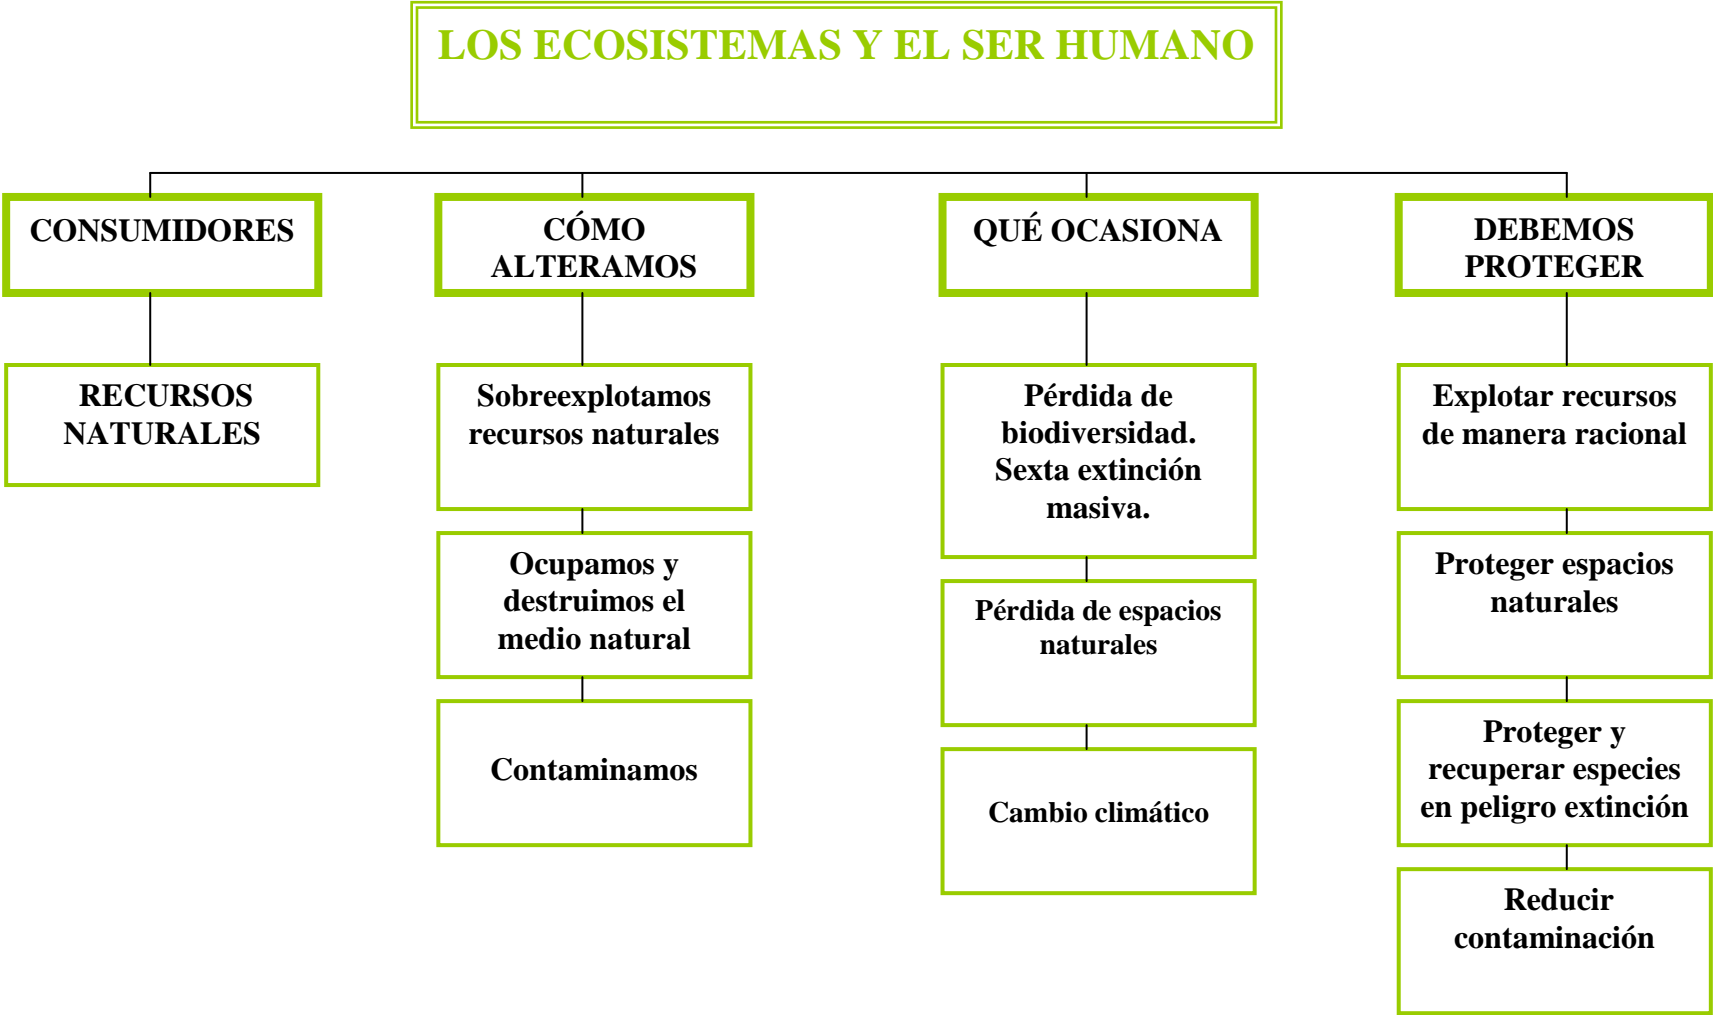 LOS ECOSISTEMAS Y EL SER HUMANO
CONSUMIDORES
RECURSOS
NATURALES
CÓMO
ALTERAMOS
Sobreexplotamos
recursos naturales
Ocupamos y
destruimos el
medio natural
Contaminamos
QUÉ OCASIONA
Pérdida de
biodiversidad.
Sexta extinción
masiva.
Pérdida de espacios
naturales
Cambio climático
DEBEMOS
PROTEGER
Explotar recursos
de manera racional
Proteger espacios
naturales
Proteger y
recuperar especies
en peligro extinción
Reducir
contaminación